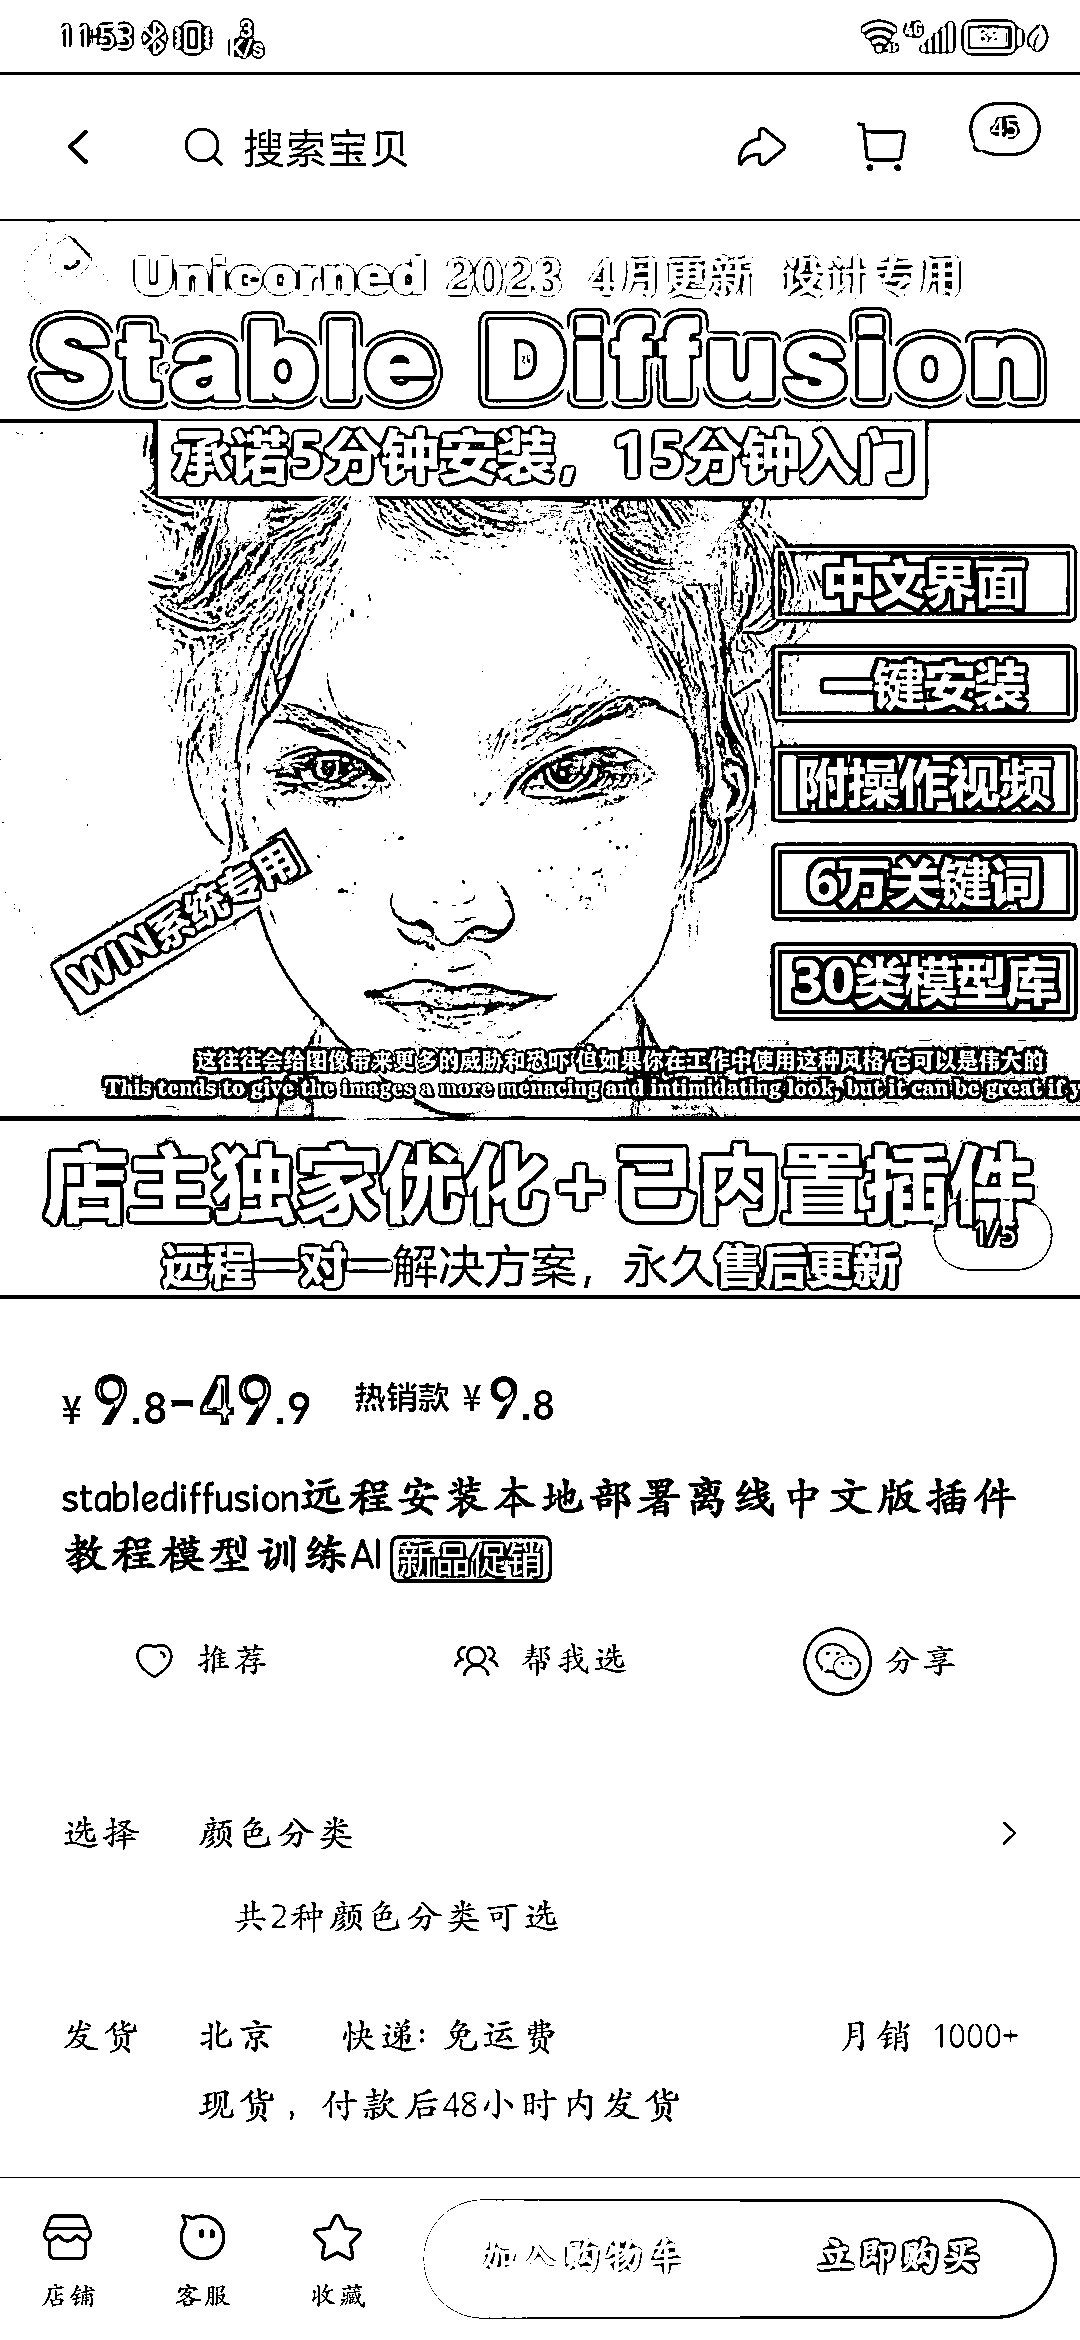 11:53 3 K/s 4G
搜索宝贝 45
Unicorned 2023 4月更新 设计专用
Stable Diffusion
承诺5分钟安装，15分钟入门
中文界面
一键安装
附操作视频
6万关键词
30类模型库
WIN系统专用
这往往会给图像带来更多的威胁和恐吓 但如果你在工作中使用这种风格 它可以是伟大的
This tends to give the images a more menacing and intimidating look, but it can be great if y
店主独家优化+已内置插件
1/5
远程一对一解决方案，永久售后更新
¥9.8-49.9 热销款 ¥9.8
stablediffusion远程安装本地部署离线中文版插件
教程模型训练AI 新品促销
推荐 帮我选 分享
选择 颜色分类
共2种颜色分类可选
发货 北京 快递: 免运费 月销 1000+
现货，付款后48小时内发货
店铺 客服 收藏 加入购物车 立即购买